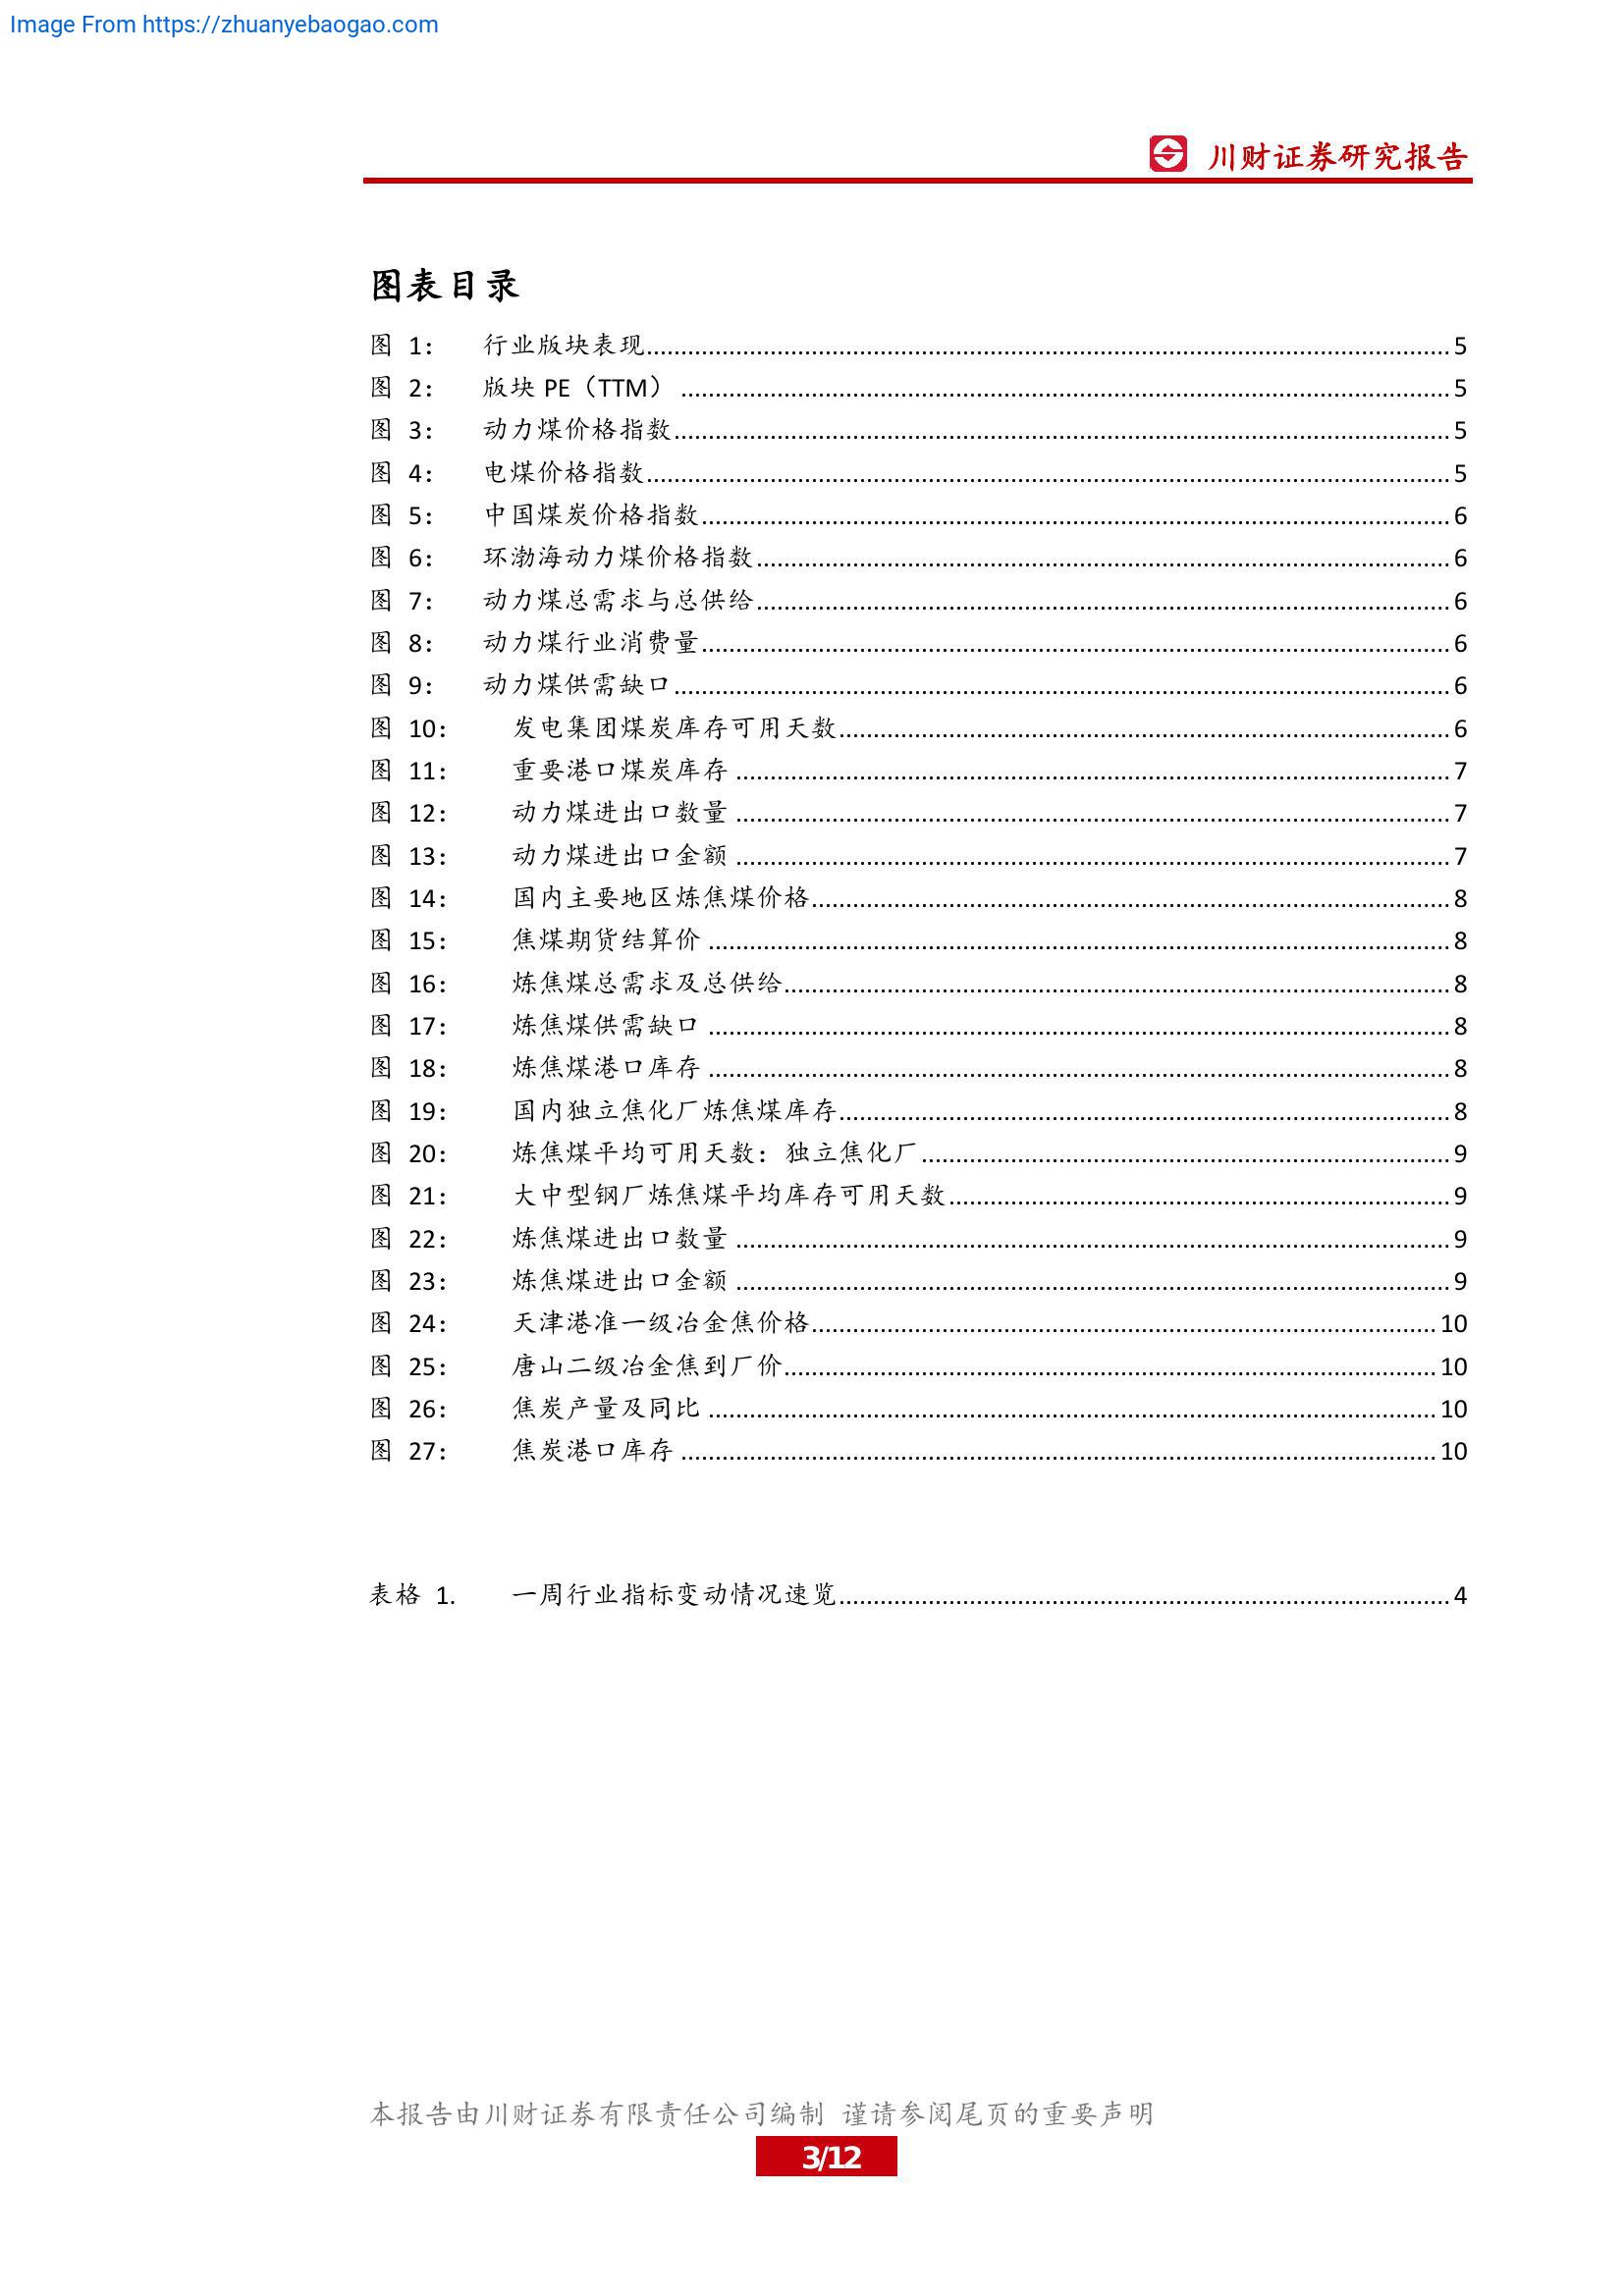 Image From https://zhuanyebaogao.com
川财证券研究报告
图表目录
图 1： 行业版块表现 5
图 2： 版块 PE（TTM） 5
图 3： 动力煤价格指数 5
图 4： 电煤价格指数 5
图 5： 中国煤炭价格指数 6
图 6： 环渤海动力煤价格指数 6
图 7： 动力煤总需求与总供给 6
图 8： 动力煤行业消费量 6
图 9： 动力煤供需缺口 6
图 10： 发电集团煤炭库存可用天数 6
图 11： 重要港口煤炭库存 7
图 12： 动力煤进出口数量 7
图 13： 动力煤进出口金额 7
图 14： 国内主要地区炼焦煤价格 8
图 15： 焦煤期货结算价 8
图 16： 炼焦煤总需求及总供给 8
图 17： 炼焦煤供需缺口 8
图 18： 炼焦煤港口库存 8
图 19： 国内独立焦化厂炼焦煤库存 8
图 20： 炼焦煤平均可用天数：独立焦化厂 9
图 21： 大中型钢厂炼焦煤平均库存可用天数 9
图 22： 炼焦煤进出口数量 9
图 23： 炼焦煤进出口金额 9
图 24： 天津港准一级冶金焦价格 10
图 25： 唐山二级冶金焦到厂价 10
图 26： 焦炭产量及同比 10
图 27： 焦炭港口库存 10
表格 1. 一周行业指标变动情况速览 4
本报告由川财证券有限责任公司编制 谨请参阅尾页的重要声明
3/12